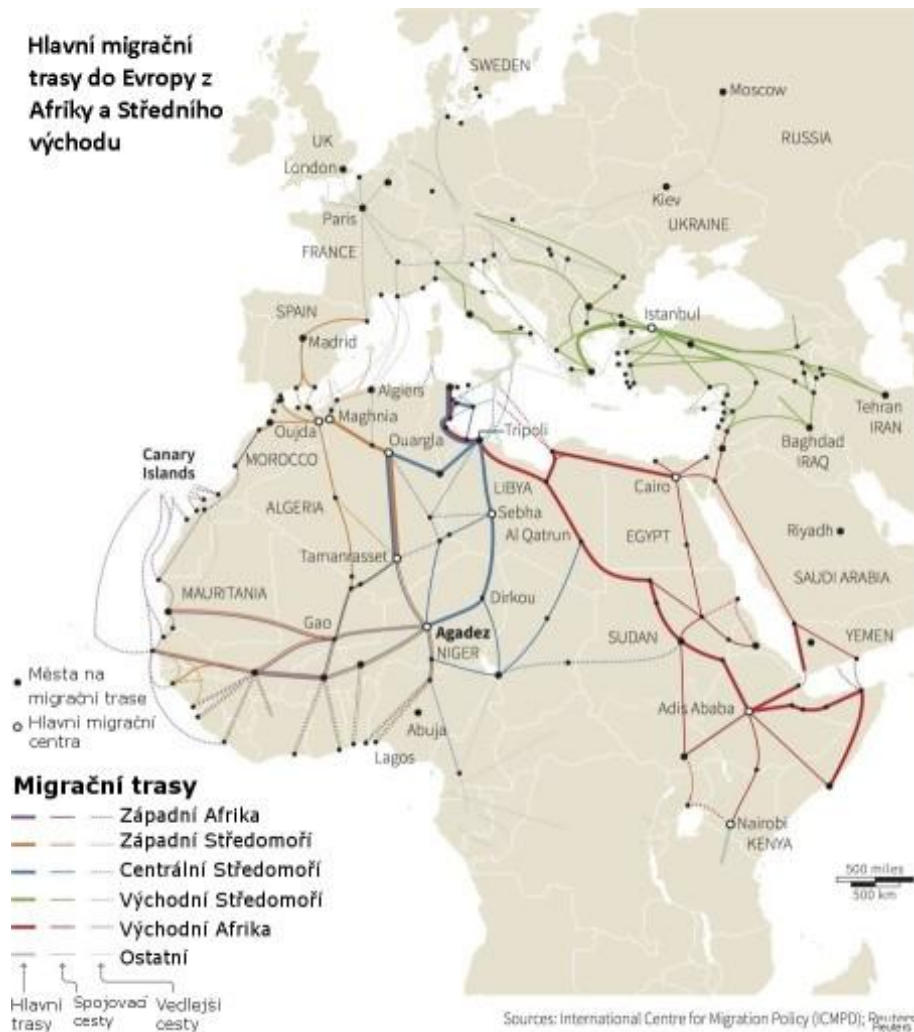 Hlavní migrační
trasy do Evropy z
Afriky a Středního
východu
SWEDEN
Moscow
RUSSIA
UK
London
Kiev
UKRAINE
Paris
FRANCE
SPAIN
Madrid
Istanbul
Algiers
Maghnia
Oujda
Ouargla
Tripoli
Tehran
IRAN
Baghdad
IRAQ
MOROCCO
Canary
Islands
LIBYA
Cairo
ALGERIA
Sebha
Al Qatrun
EGYPT
Riyadh
Tamanrasset
SAUDI ARABIA
MAURITANIA
Dirkou
Gao
Agadez
NIGER
SUDAN
YEMEN
Města na
migrační trase
Hlavní migrační
centra
Adis Ababa
Abuja
Lagos
Nairobi
KENYA
Migrační trasy
Západní Afrika
Západní Středomoří
Centrální Středomoří
Východní Středomoří
Východní Afrika
Ostatní
Hlavní
trasy
Spojovací
cesty
Vedlejší
cesty
500 miles
500 km
Sources: International Centre for Migration Policy (ICMPD); Reuters
Reuters